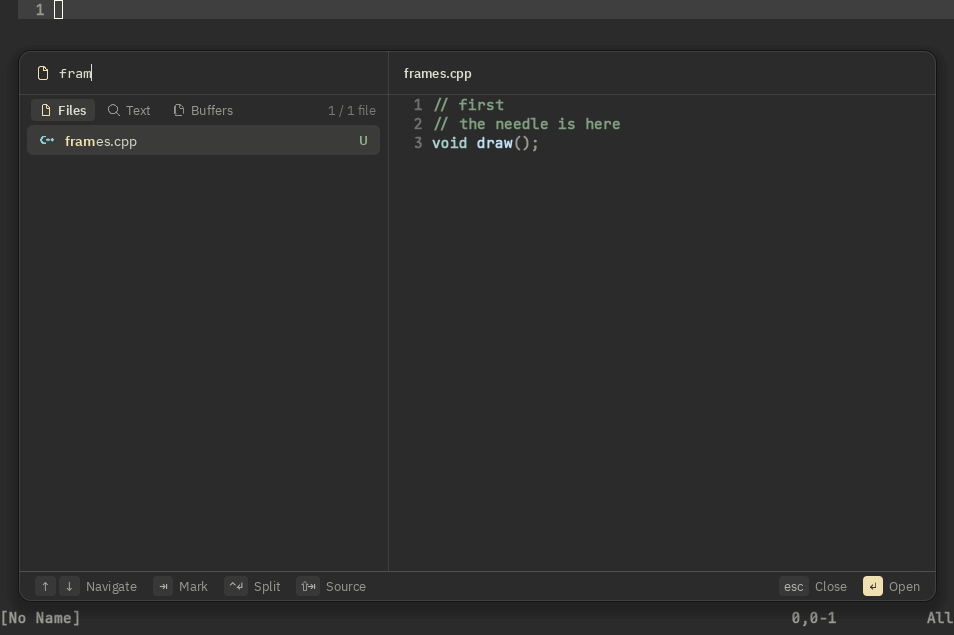 1
fram
frames.cpp
Files Text Buffers 1 / 1 file
frames.cpp U
1 // first
2 // the needle is here
3 void draw();
↑ ↓ Navigate ⇥ Mark ^↵ Split ⇧⇥ Source esc Close ↵ Open
[No Name] 0,0-1 All